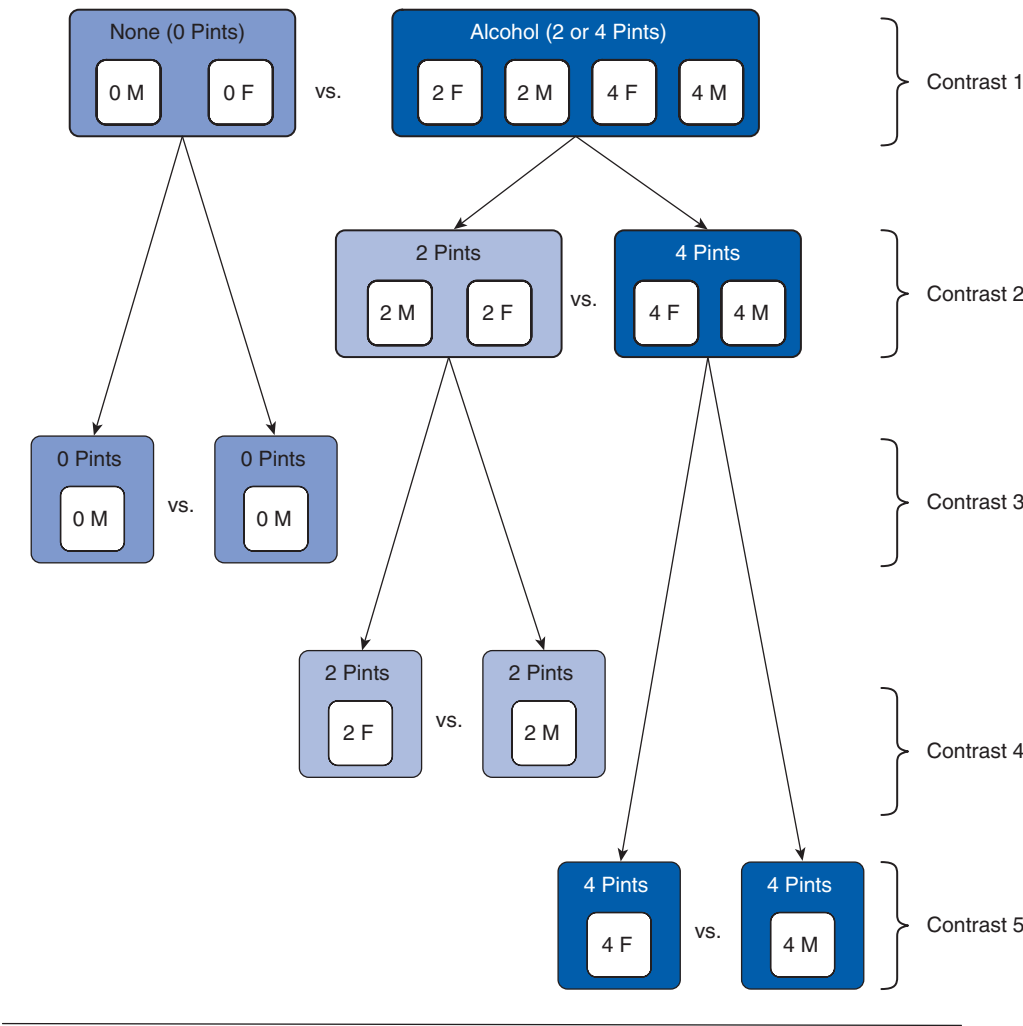 None (0 Pints)
0 M
0 F
vs.
Alcohol (2 or 4 Pints)
2 F
2 M
4 F
4 M
Contrast 1
2 Pints
2 M
2 F
vs.
4 Pints
4 F
4 M
Contrast 2
0 Pints
0 M
vs.
0 Pints
0 M
Contrast 3
2 Pints
2 F
vs.
2 Pints
2 M
Contrast 4
4 Pints
4 F
vs.
4 Pints
4 M
Contrast 5